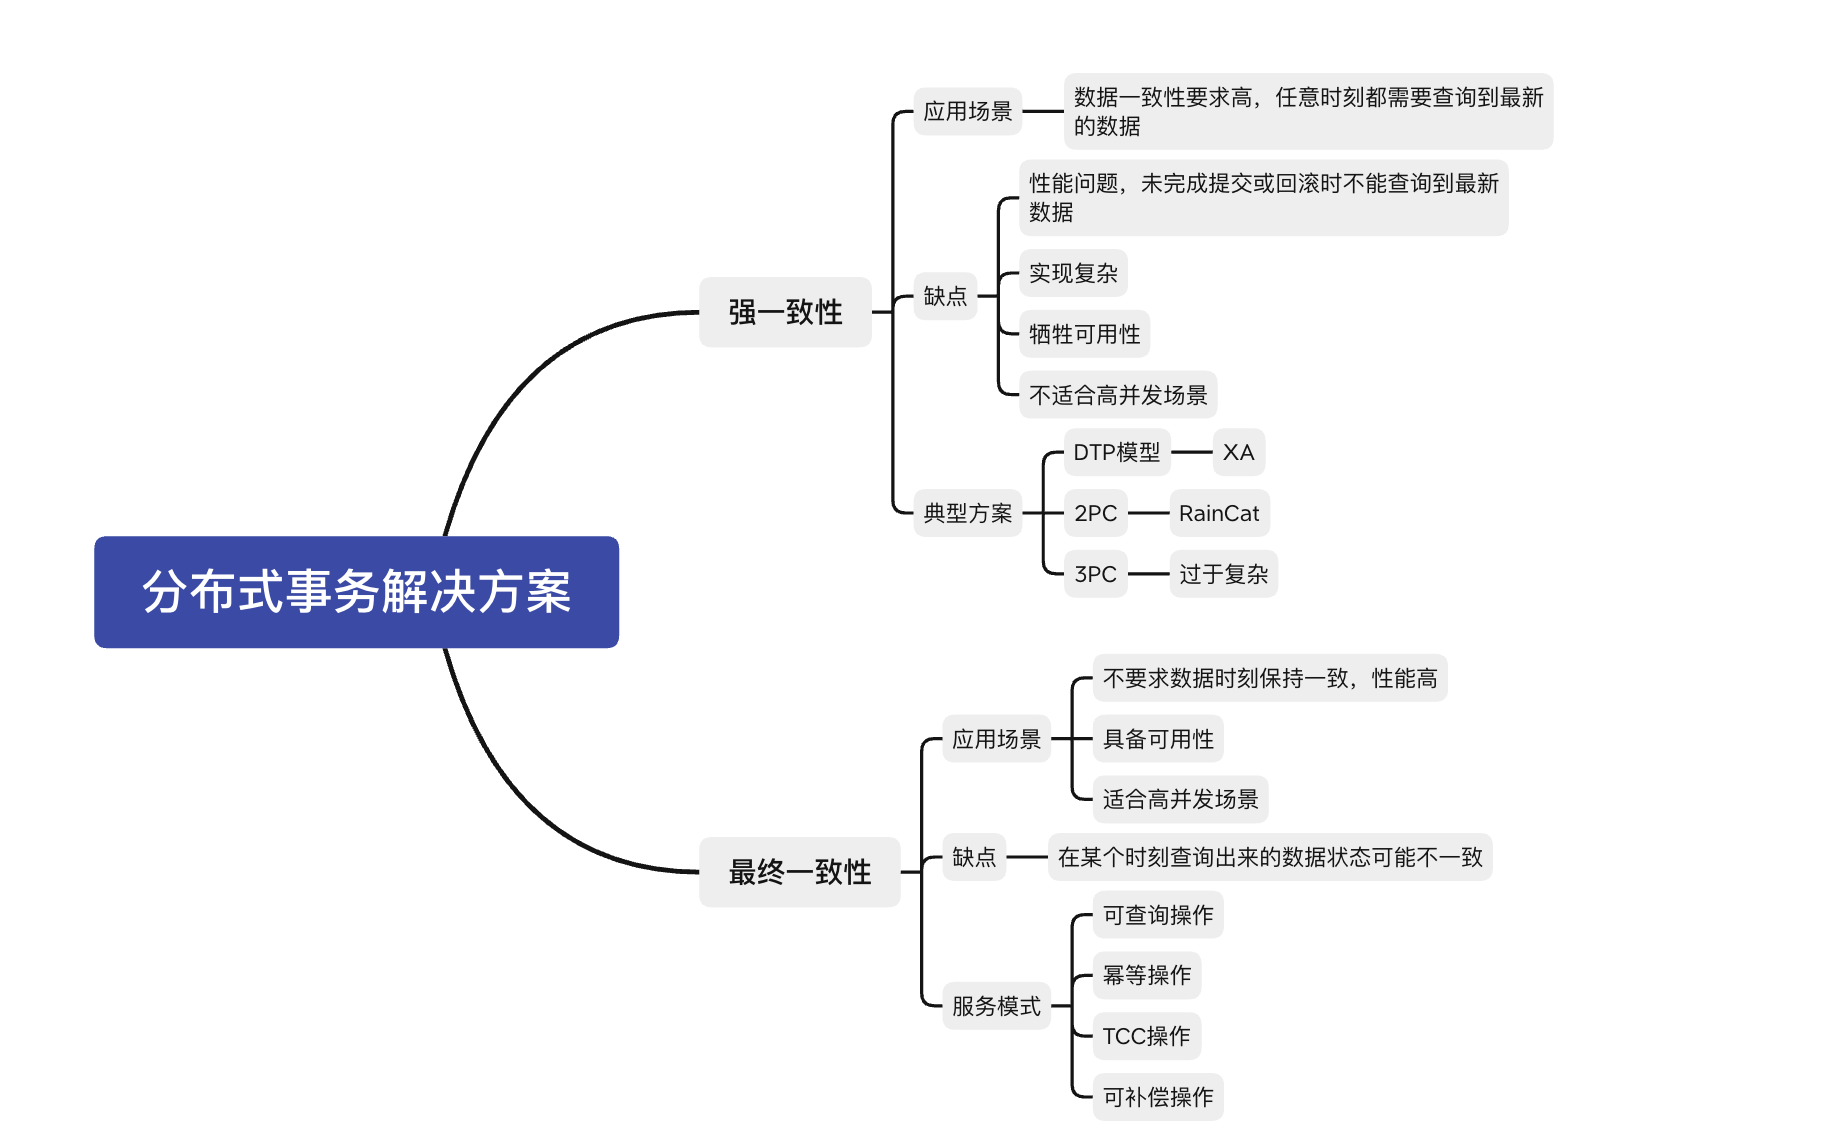 分布式事务解决方案
强一致性
应用场景
数据一致性要求高，任意时刻都需要查询到最新
的数据
缺点
性能问题，未完成提交或回滚时不能查询到最新
数据
实现复杂
牺牲可用性
不适合高并发场景
典型方案
DTP模型
XA
2PC
RainCat
3PC
过于复杂
最终一致性
应用场景
不要求数据时刻保持一致，性能高
具备可用性
适合高并发场景
缺点
在某个时刻查询出来的数据状态可能不一致
服务模式
可查询操作
幂等操作
TCC操作
可补偿操作